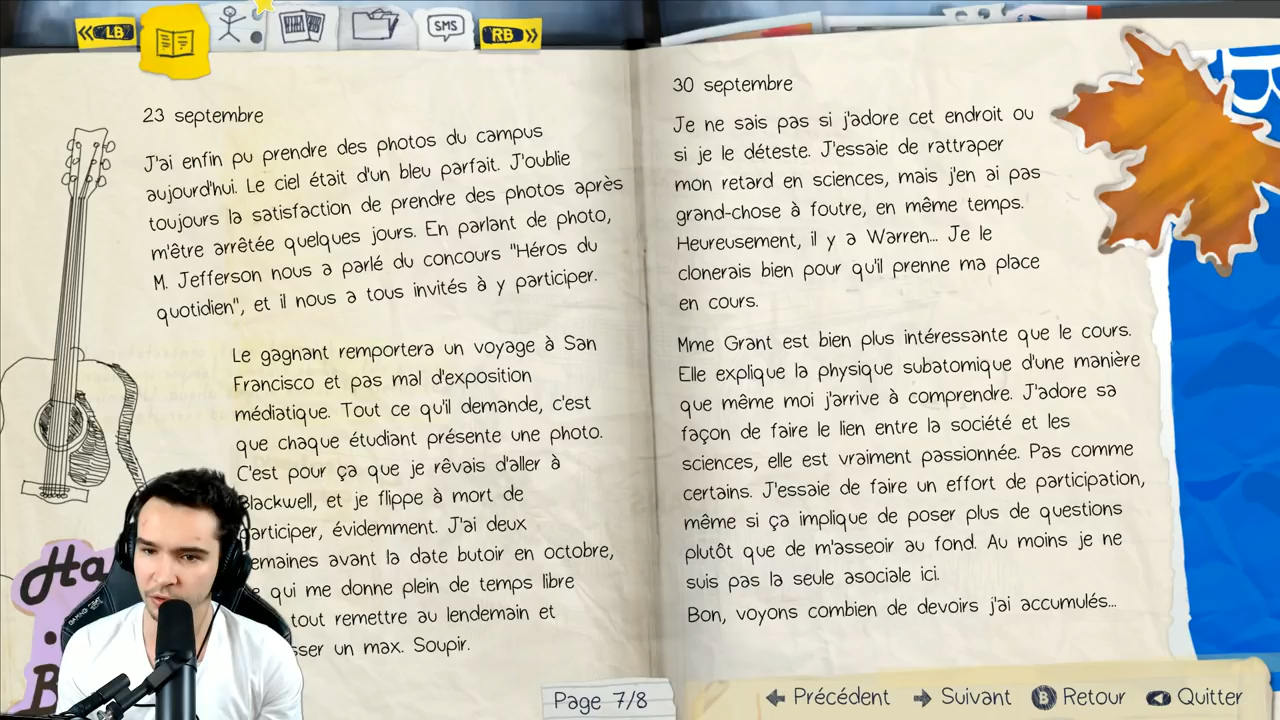 LB
SMS
RB
23 septembre
J'ai enfin pu prendre des photos du campus
aujourd'hui. Le ciel était d'un bleu parfait. J'oublie
toujours la satisfaction de prendre des photos après
m'être arrêtée quelques jours. En parlant de photo,
M. Jefferson nous a parlé du concours "Héros du
quotidien", et il nous a tous invités à y participer.
Le gagnant remportera un voyage à San
Francisco et pas mal d'exposition
médiatique. Tout ce qu'il demande, c'est
que chaque étudiant présente une photo.
C'est pour ça que je rêvais d'aller à
Blackwell, et je flippe à mort de
participer, évidemment. J'ai deux
emaines avant la date butoir en octobre,
qui me donne plein de temps libre
tout remettre au lendemain et
sser un max. Soupir.
Ha
B
30 septembre
Je ne sais pas si j'adore cet endroit ou
si je le déteste. J'essaie de rattraper
mon retard en sciences, mais j'en ai pas
grand-chose à foutre, en même temps.
Heureusement, il y a Warren... Je le
clonerais bien pour qu'il prenne ma place
en cours.
Mme Grant est bien plus intéressante que le cours.
Elle explique la physique subatomique d'une manière
que même moi j'arrive à comprendre. J'adore sa
façon de faire le lien entre la société et les
sciences, elle est vraiment passionnée. Pas comme
certains. J'essaie de faire un effort de participation,
même si ça implique de poser plus de questions
plutôt que de m'asseoir au fond. Au moins je ne
suis pas la seule asociale ici.
Bon, voyons combien de devoirs j'ai accumulés...
B
Page 7/8
Précédent
Suivant
B Retour
Quitter